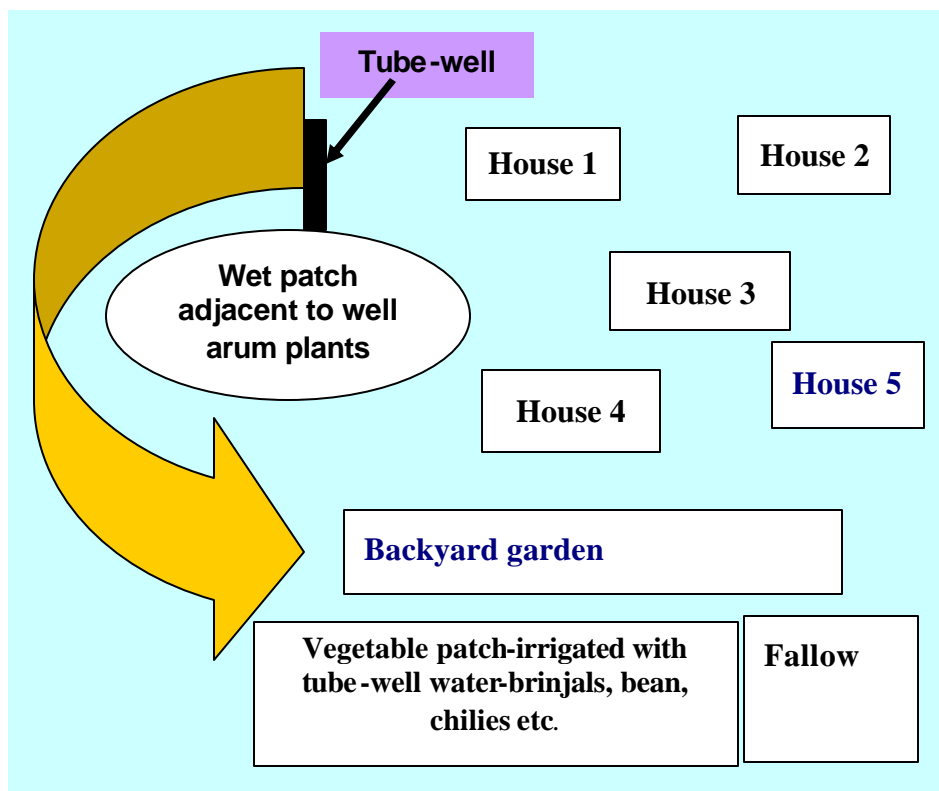 Tube-well
House 1
House 2
Wet patch
adjacent to well
arum plants
House 3
House 4
House 5
Backyard garden
Vegetable patch-irrigated with
tube-well water-brinjals, bean,
chilies etc.
Fallow